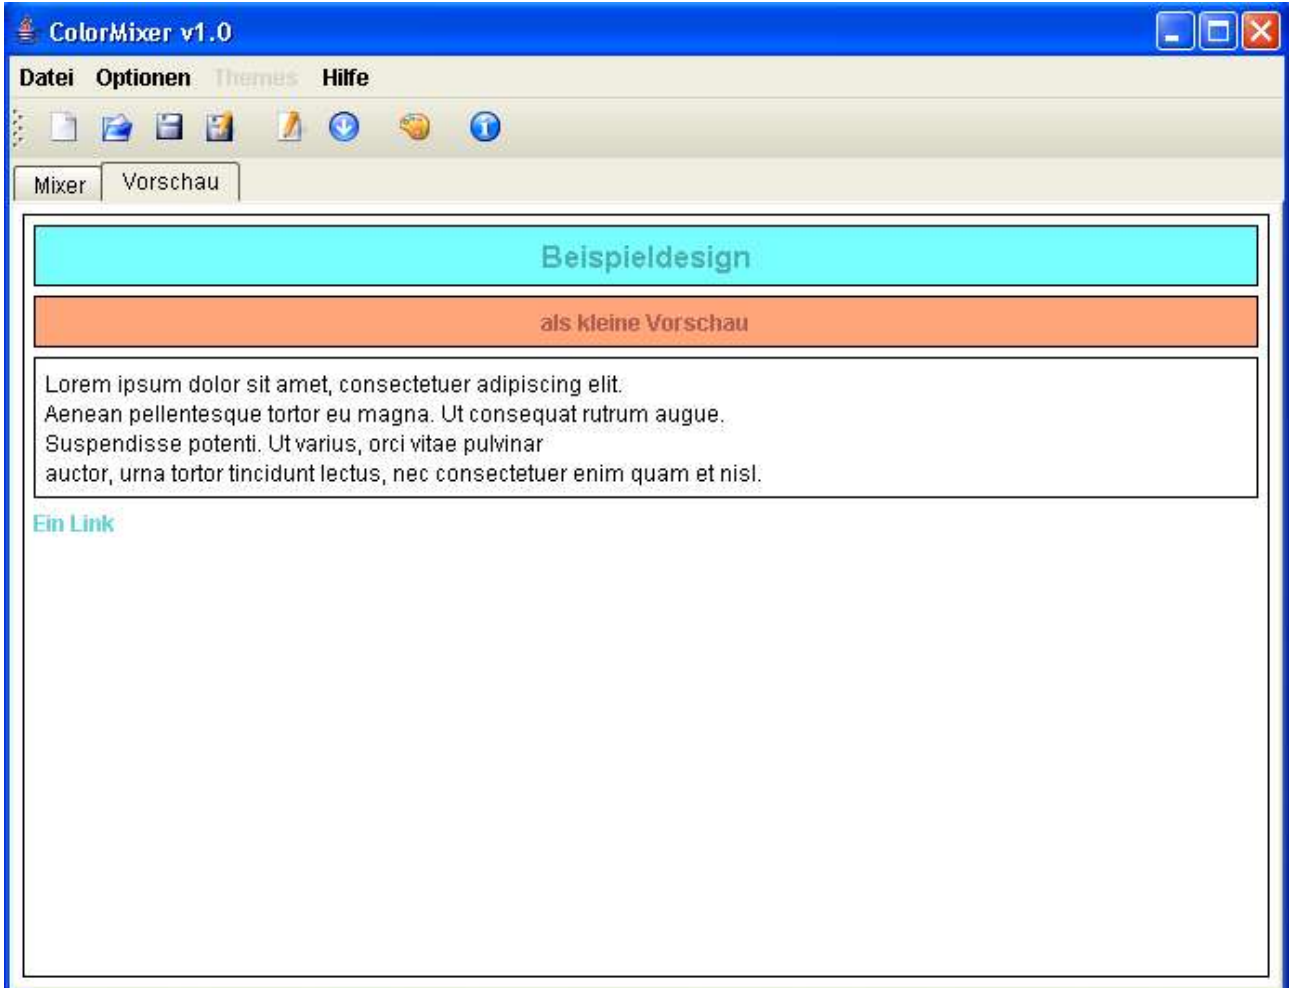 ColorMixer v1.0
Datei Optionen Themes Hilfe
Mixer Vorschau
Beispieldesign
als kleine Vorschau
Lorem ipsum dolor sit amet, consectetuer adipiscing elit.
Aenean pellentesque tortor eu magna. Ut consequat rutrum augue.
Suspendisse potenti. Ut varius, orci vitae pulvinar
auctor, urna tortor tincidunt lectus, nec consectetuer enim quam et nisl.
Ein Link